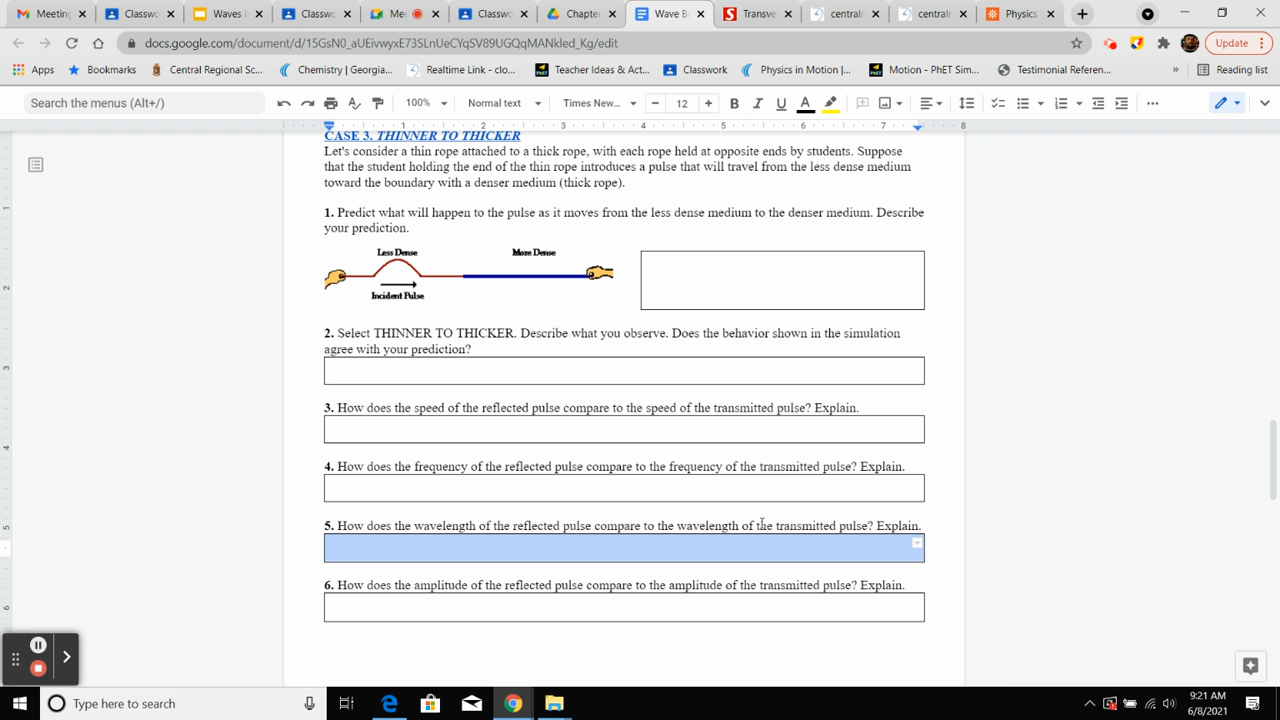 Meeting
Classwo
Waves I
Classwo
Mee
Classwo
Chapter
Wave B
Transve
centralr
centralr
Physics
docs.google.com/document/d/15GsN0_aUEivwyxE73SLnUeCYqSV89UGQqMANkled_Kg/edit
Update
Apps
Bookmarks
Central Regional Sc...
Chemistry | Georgia...
Realtime Link - clo...
Teacher Ideas & Act...
Classwork
Physics in Motion |...
Motion - PhET Sim...
Testimonial Referen...
»
Reading list
Search the menus (Alt+/)
100%
Normal text
Times New...
12
CASE 3. THINNER TO THICKER
Let's consider a thin rope attached to a thick rope, with each rope held at opposite ends by students. Suppose
that the student holding the end of the thin rope introduces a pulse that will travel from the less dense medium
toward the boundary with a denser medium (thick rope).
1. Predict what will happen to the pulse as it moves from the less dense medium to the denser medium. Describe
your prediction.
Less Dense
More Dense
Incident Pulse
2. Select THINNER TO THICKER. Describe what you observe. Does the behavior shown in the simulation
agree with your prediction?
3. How does the speed of the reflected pulse compare to the speed of the transmitted pulse? Explain.
4. How does the frequency of the reflected pulse compare to the frequency of the transmitted pulse? Explain.
5. How does the wavelength of the reflected pulse compare to the wavelength of the transmitted pulse? Explain.
6. How does the amplitude of the reflected pulse compare to the amplitude of the transmitted pulse? Explain.
Type here to search
9:21 AM
6/8/2021